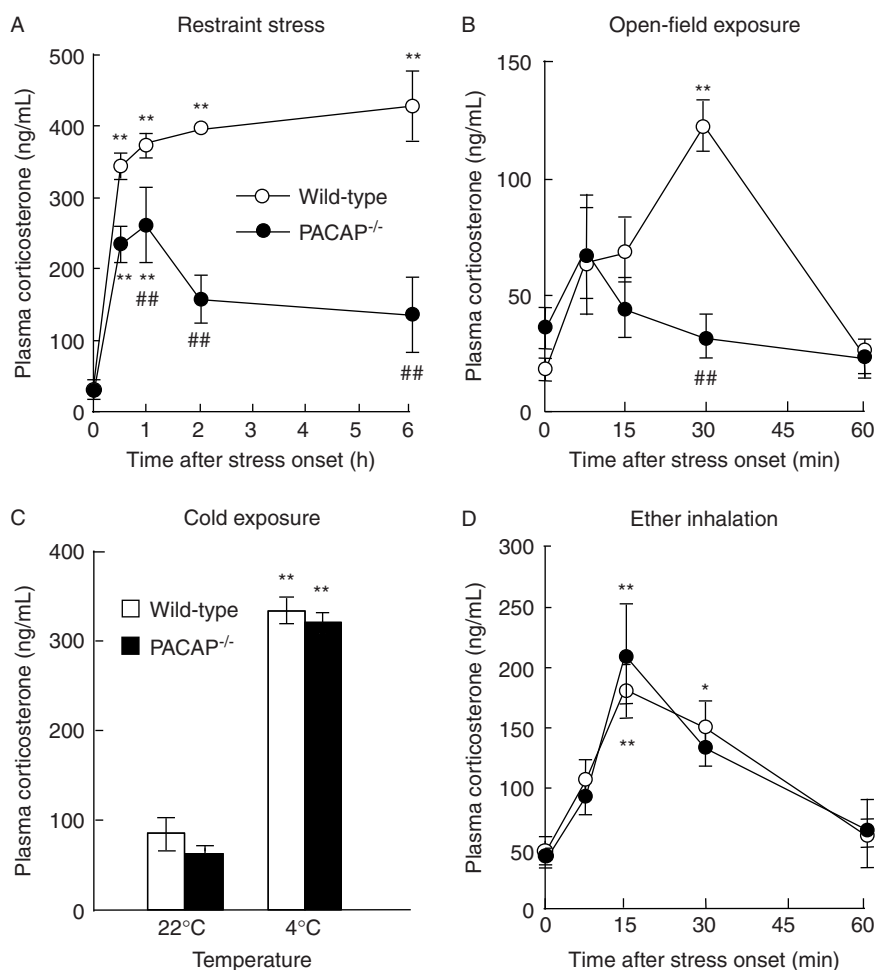 A
Restraint stress
Plasma corticosterone (ng/mL)
500
400
300
200
100
0
**
**
**
**
Wild-type
PACAP-/-
**
**
##
##
##
0
1
2
3
4
5
6
Time after stress onset (h)
B
Open-field exposure
Plasma corticosterone (ng/mL)
150
100
50
0
**
##
0
15
30
45
60
Time after stress onset (min)
C
Cold exposure
Plasma corticosterone (ng/mL)
400
300
200
100
0
Wild-type
PACAP-/-
**
**
22°C
4°C
Temperature
D
Ether inhalation
Plasma corticosterone (ng/mL)
300
250
200
150
100
50
0
**
*
**
0
15
30
45
60
Time after stress onset (min)